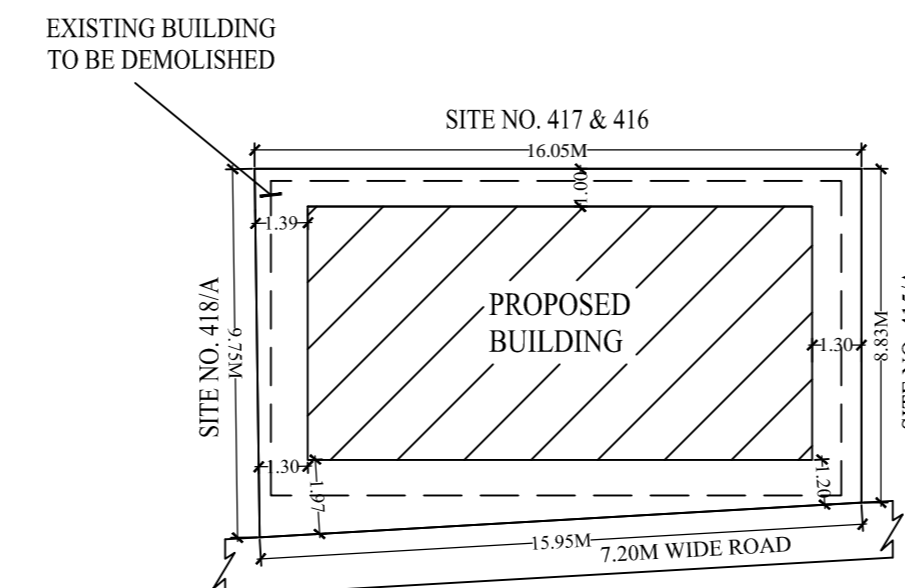 EXISTING BUILDING
TO BE DEMOLISHED
SITE NO. 417 & 416
16.05M
1.00
1.39
SITE NO. 418/A
9.75M
PROPOSED
BUILDING
1.30
8.83M
1.30
1.97
1.20
15.95M
7.20M WIDE ROAD